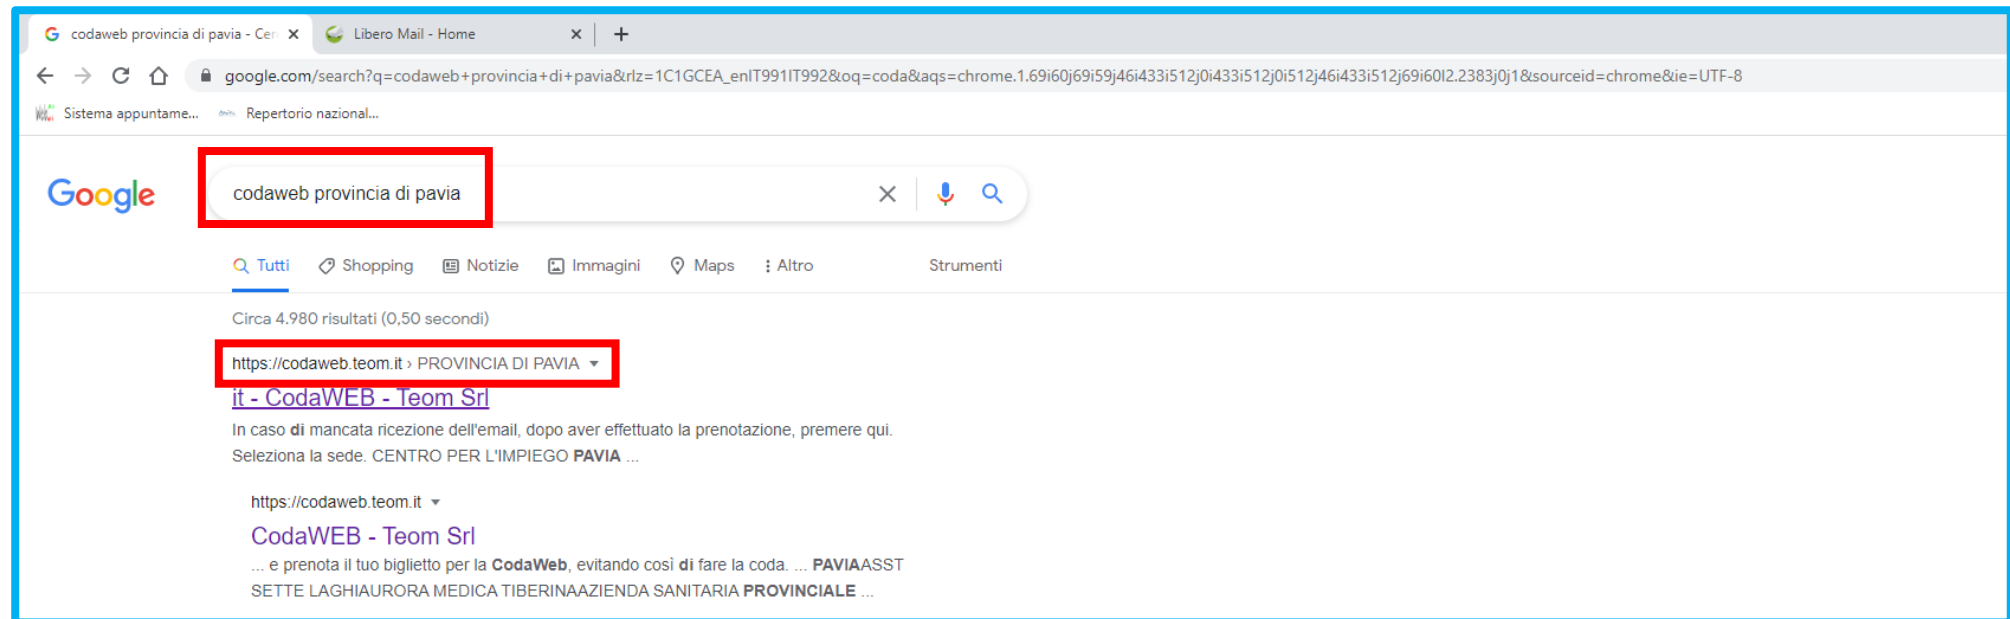 codaweb provincia di pavia - Cer
Libero Mail - Home
google.com/search?q=codaweb+provincia+di+pavia&rlz=1C1GCEA_enIT991IT992&oq=coda&aqs=chrome.1.69i60j69i59j46i433i512j0i433i512j0i512j46i433i512j69i60l2.2383j0j1&sourceid=chrome&ie=UTF-8
Sistema appuntame... Repertorio nazional...
Google
codaweb provincia di pavia
Tutti Shopping Notizie Immagini Maps Altro Strumenti
Circa 4.980 risultati (0,50 secondi)
https://codaweb.teom.it › PROVINCIA DI PAVIA
it - CodaWEB - Teom Srl
In caso di mancata ricezione dell'email, dopo aver effettuato la prenotazione, premere qui.
Seleziona la sede. CENTRO PER L'IMPIEGO PAVIA ...
https://codaweb.teom.it
CodaWEB - Teom Srl
... e prenota il tuo biglietto per la CodaWeb, evitando così di fare la coda. ... PAVIAASST
SETTE LAGHIAURORA MEDICA TIBERINAAZIENDA SANITARIA PROVINCIALE ...